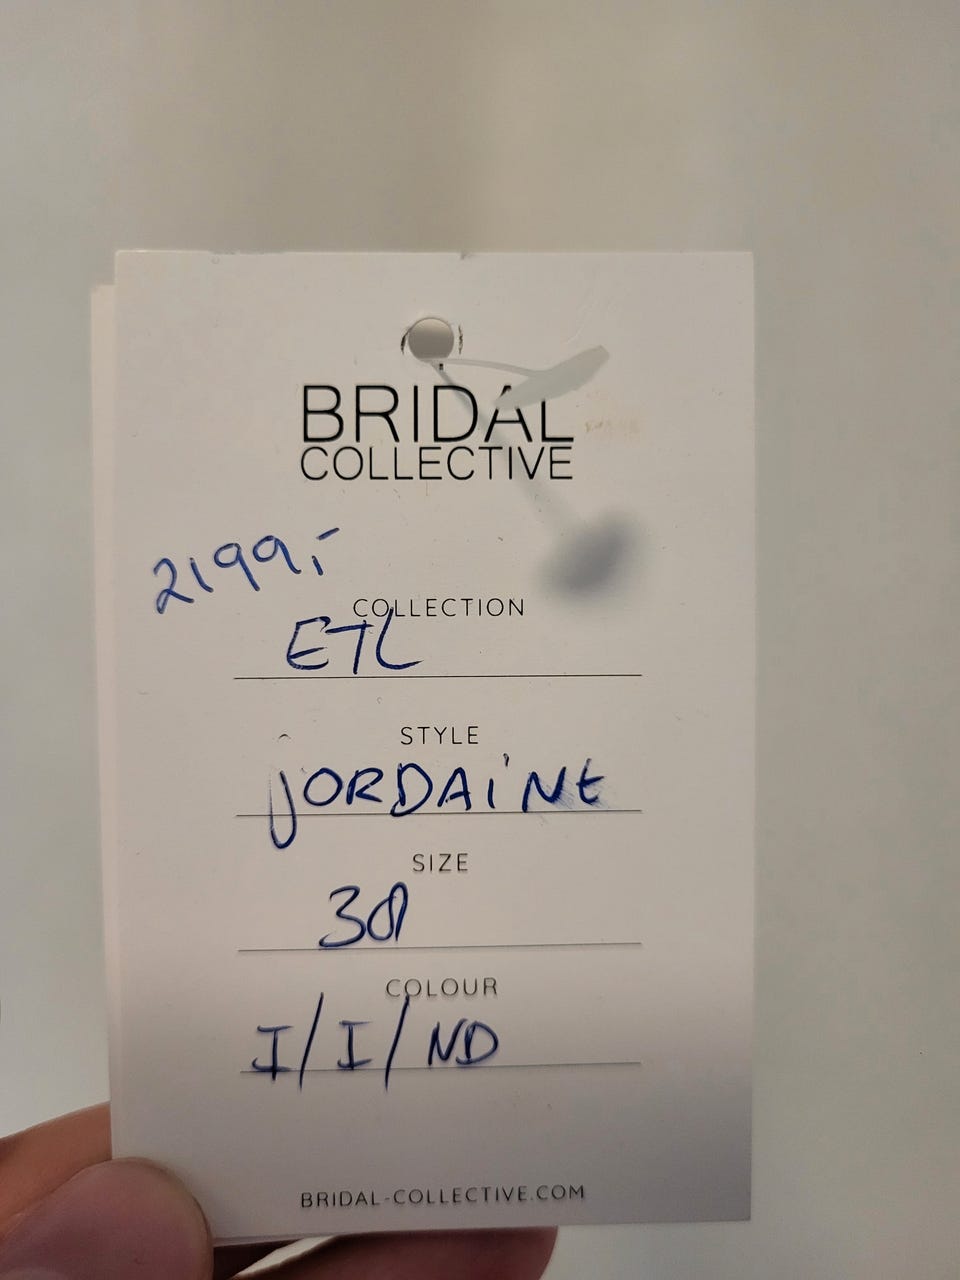 BRIDAL
COLLECTIVE
2199,-
COLLECTION
ETL
STYLE
JORDAiNE
SIZE
38
COLOUR
I/I/ND
BRIDAL-COLLECTIVE.COM